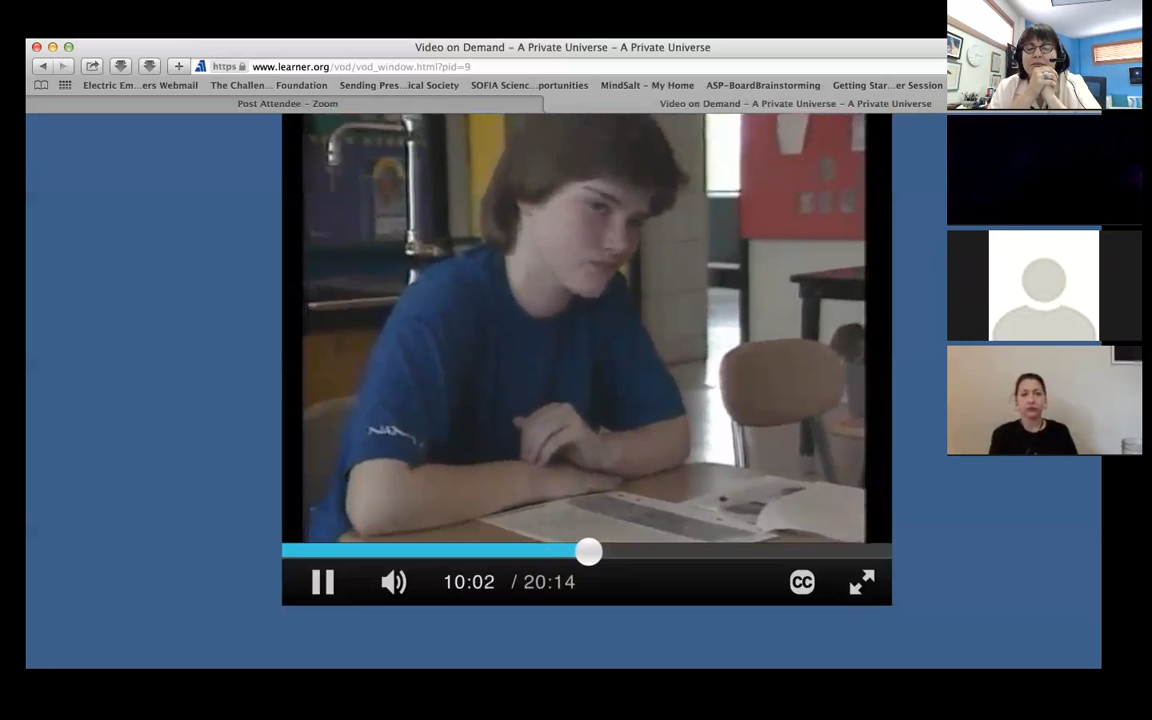 Video on Demand – A Private Universe – A Private Universe
https www.learner.org/vod/vod_window.html?pid=9
Electric Em...ers Webmail The Challen... Foundation Sending Pres...ical Society SOFIA Scienc...portunities MindSalt – My Home ASP-BoardBrainstorming Getting Star...er Session
Post Attendee – Zoom Video on Demand – A Private Universe – A Private Universe
10:02 / 20:14 CC